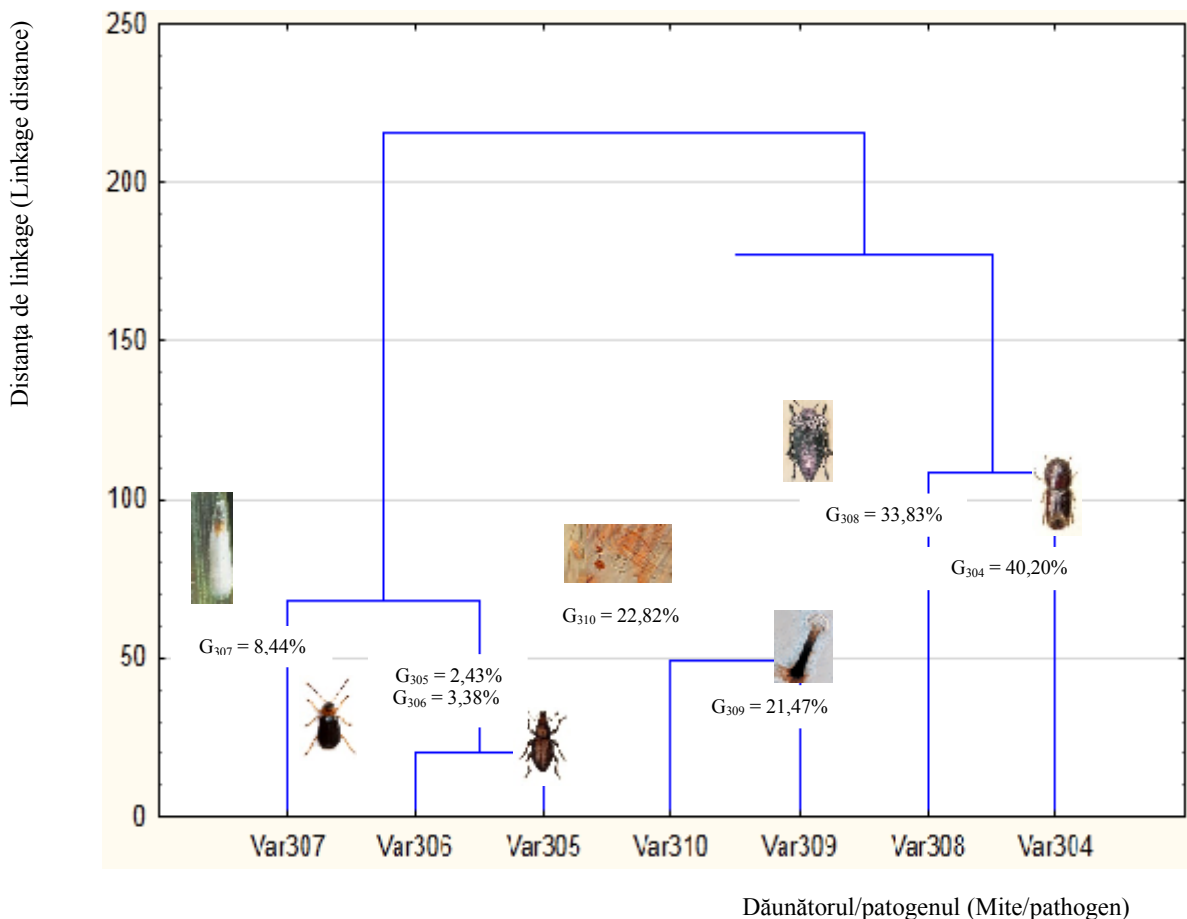 Distanța de linkage (Linkage distance)
250
200
150
100
50
0
G₃₀₈ = 33,83%
G₃₀₄ = 40,20%
G₃₁₀ = 22,82%
G₃₀₇ = 8,44%
G₃₀₅ = 2,43%
G₃₀₆ = 3,38%
G₃₀₉ = 21,47%
Var307 Var306 Var305 Var310 Var309 Var308 Var304
Dăunătorul/patogenul (Mite/pathogen)